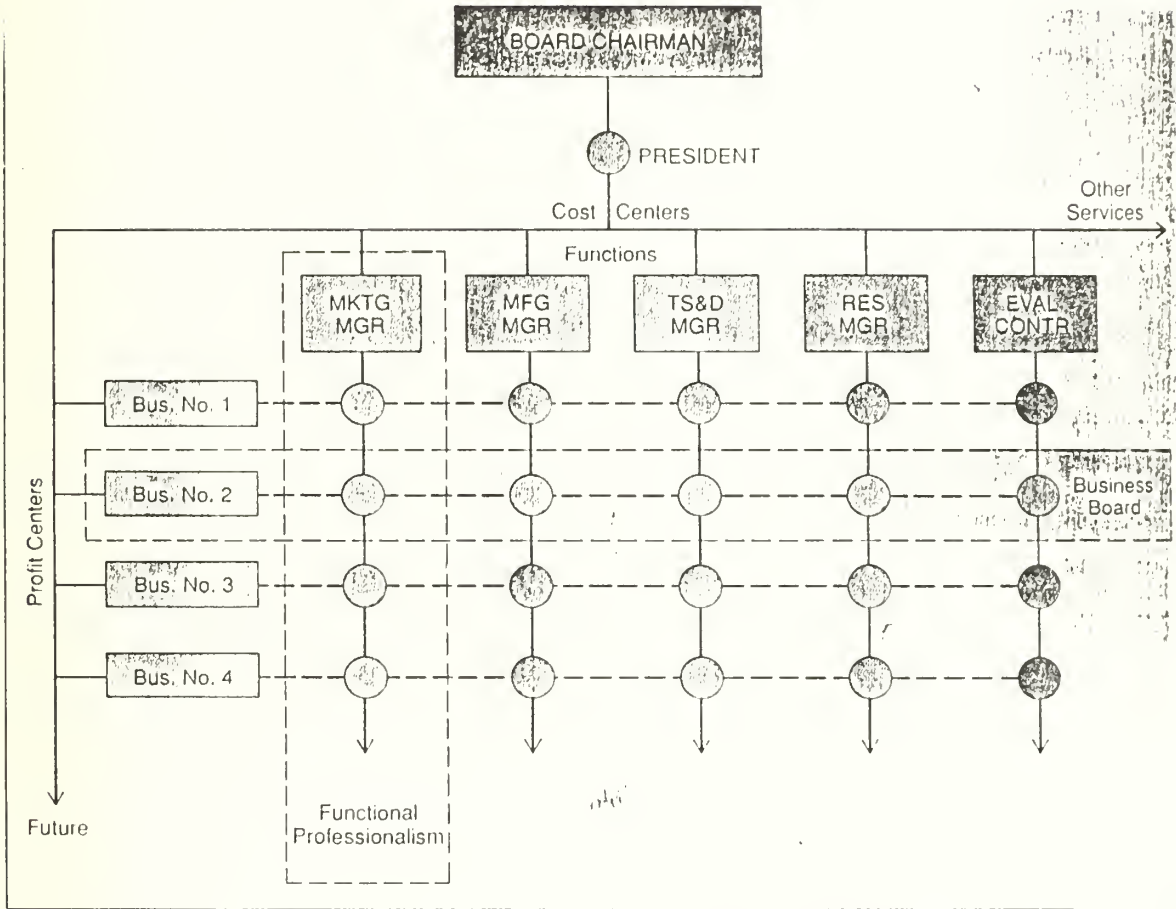 BOARD CHAIRMAN
PRESIDENT
Cost Centers
Other
Services
Functions
MKTG
MGR
MFG
MGR
TS&D
MGR
RES
MGR
EVAL
CONTR
Bus. No. 1
Bus. No. 2
Business
Board
Profit Centers
Bus. No. 3
Bus. No. 4
Future
Functional
Professionalism